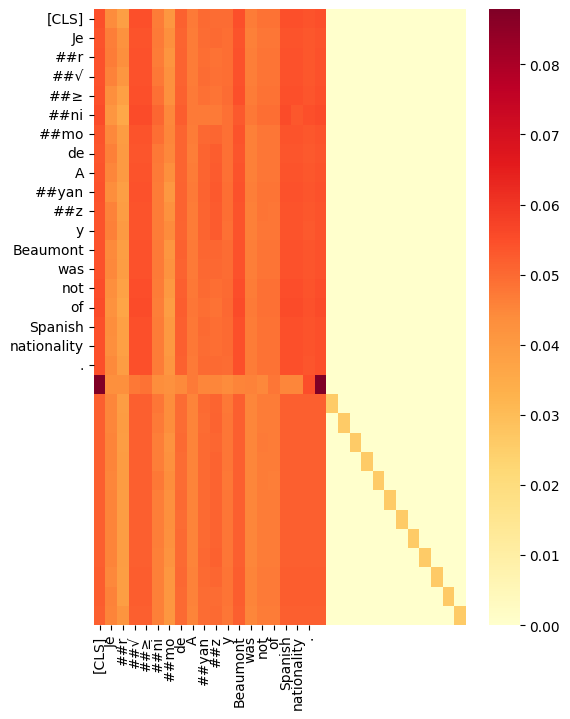 [CLS]
Je
##r
##√
##≥
##ni
##mo
de
A
##yan
##z
y
Beaumont
was
not
of
Spanish
nationality
.
0.08
0.07
0.06
0.05
0.04
0.03
0.02
0.01
0.00
[CLS] Je ##r ##√ ##≥ ##ni ##mo de A ##yan ##z y Beaumont was not of Spanish nationality .